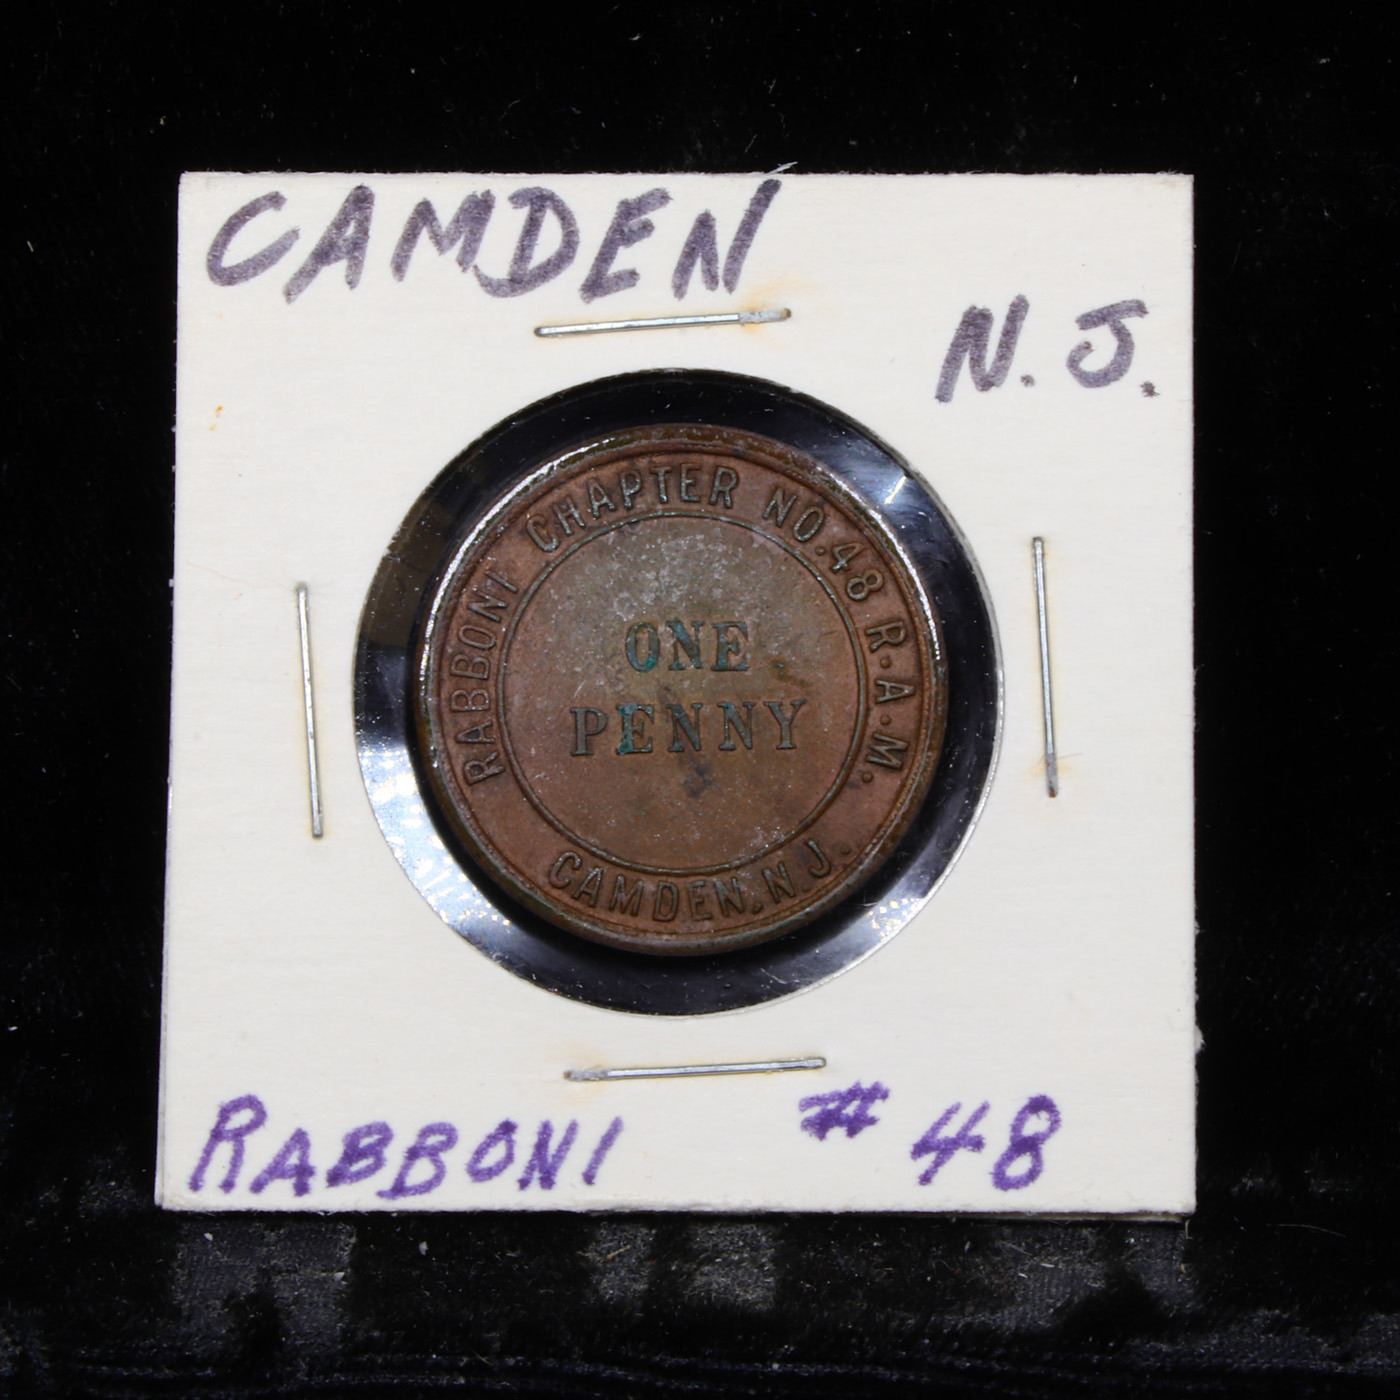 CAMDEN
N.J.
RABBONI CHAPTER NO.48 R.A.M.
ONE
PENNY
CAMDEN, N.J.
RABBONI # 48